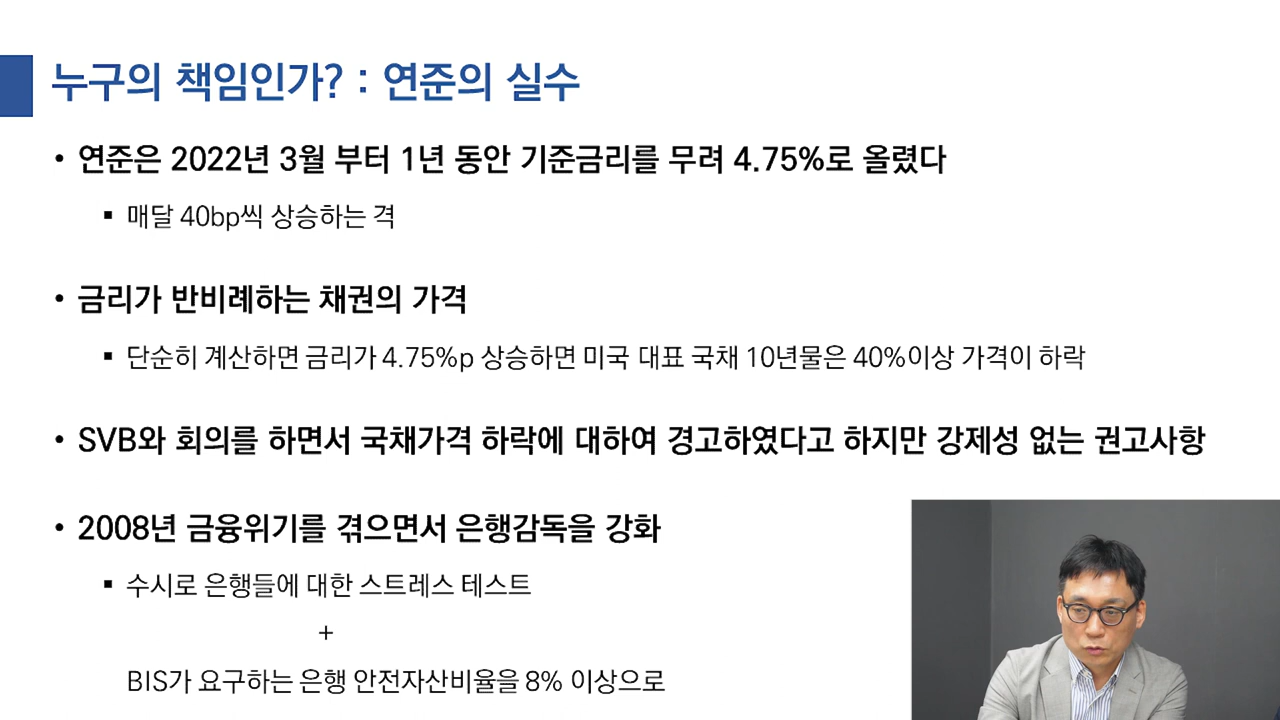 누구의 책임인가? : 연준의 실수
• 연준은 2022년 3월 부터 1년 동안 기준금리를 무려 4.75%로 올렸다
▪ 매달 40bp씩 상승하는 격
• 금리가 반비례하는 채권의 가격
▪ 단순히 계산하면 금리가 4.75%p 상승하면 미국 대표 국채 10년물은 40%이상 가격이 하락
• SVB와 회의를 하면서 국채가격 하락에 대하여 경고하였다고 하지만 강제성 없는 권고사항
• 2008년 금융위기를 겪으면서 은행감독을 강화
▪ 수시로 은행들에 대한 스트레스 테스트
+
BIS가 요구하는 은행 안전자산비율을 8% 이상으로